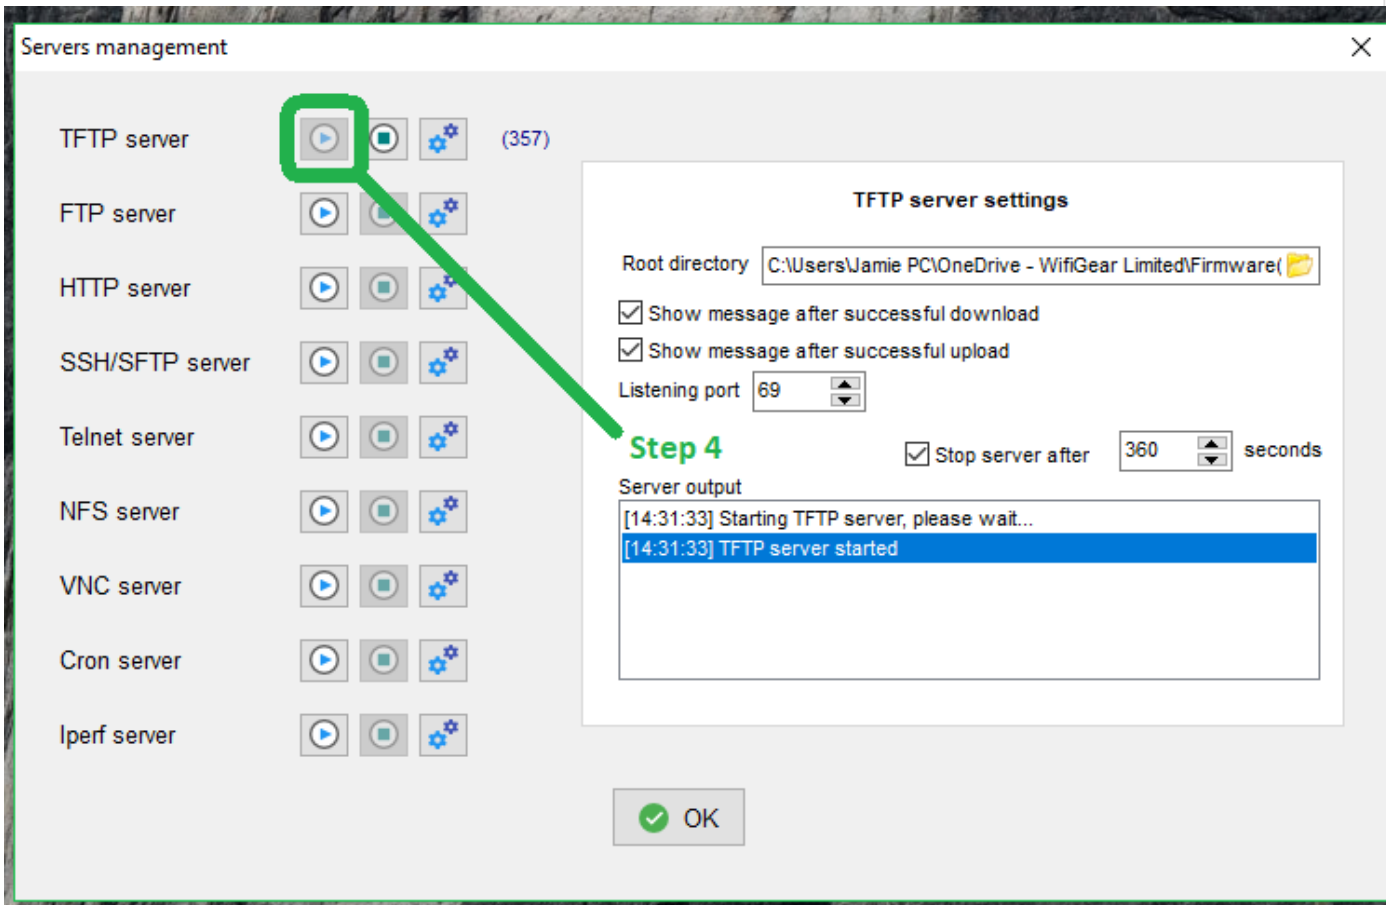 Servers management
TFTP server (357)
FTP server
HTTP server
SSH/SFTP server
Telnet server
NFS server
VNC server
Cron server
Iperf server
TFTP server settings
Root directory C:\Users\Jamie PC\OneDrive - WifiGear Limited\Firmware(
Show message after successful download
Show message after successful upload
Listening port 69
Step 4
Stop server after 360 seconds
Server output
[14:31:33] Starting TFTP server, please wait...
[14:31:33] TFTP server started
OK